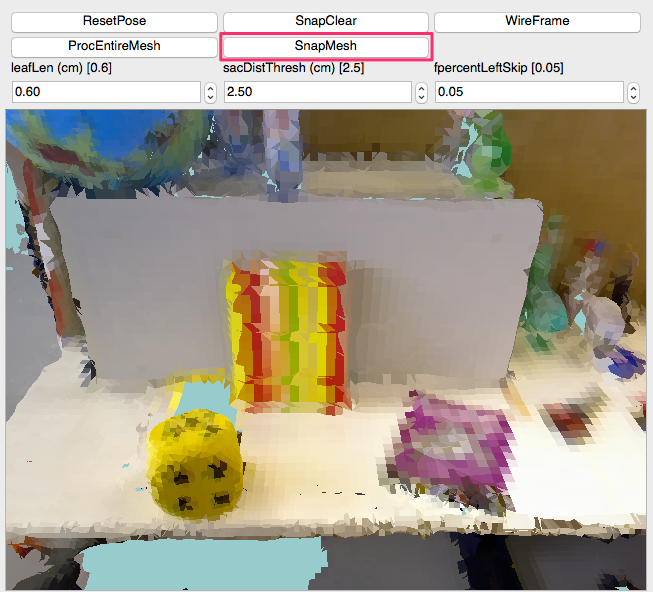 ResetPose SnapClear WireFrame
ProcEntireMesh SnapMesh
leafLen (cm) [0.6] sacDistThresh (cm) [2.5] fpercentLeftSkip [0.05]
0.60 2.50 0.05